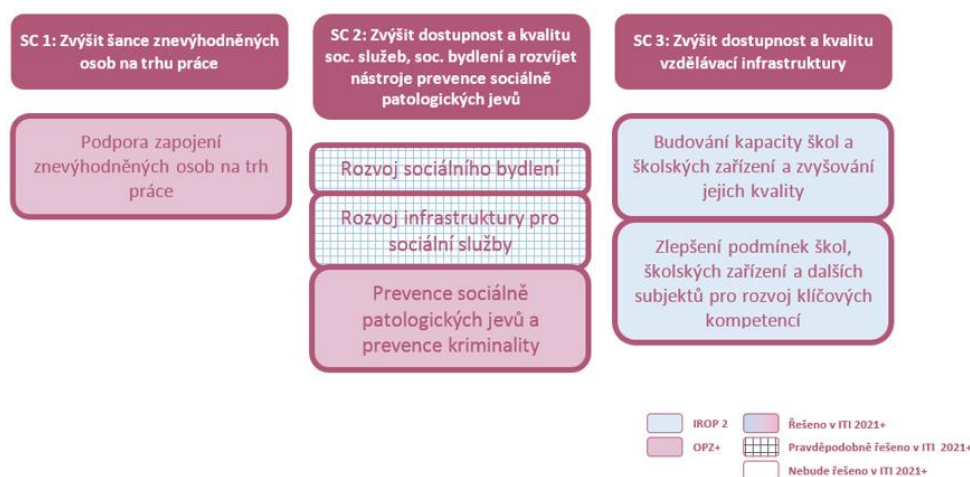 SC 1: Zvýšit šance znevýhodněných
osob na trhu práce
Podpora zapojení
znevýhodněných osob na trh
práce
SC 2: Zvýšit dostupnost a kvalitu
soc. služeb, soc. bydlení a rozvíjet
nástroje prevence sociálně
patologických jevů
Rozvoj sociálního bydlení
Rozvoj infrastruktury pro
sociální služby
Prevence sociálně
patologických jevů a
prevence kriminality
SC 3: Zvýšit dostupnost a kvalitu
vzdělávací infrastruktury
Budování kapacity škol a
školských zařízení a zvyšování
jejich kvality
Zlepšení podmínek škol,
školských zařízení a dalších
subjektů pro rozvoj klíčových
kompetencí
IROP 2
OPZ+
Řešeno v ITI 2021+
Pravděpodobně řešeno v ITI 2021+
Nebude řešeno v ITI 2021+